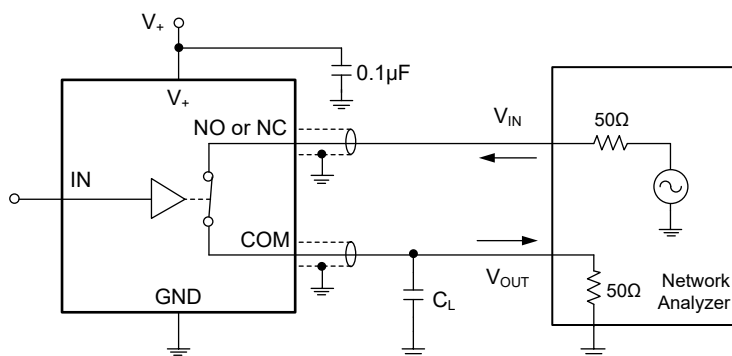 V+
0.1µF
V+
NO or NC
VIN
50Ω
IN
COM
VOUT
CL
50Ω
Network
Analyzer
GND